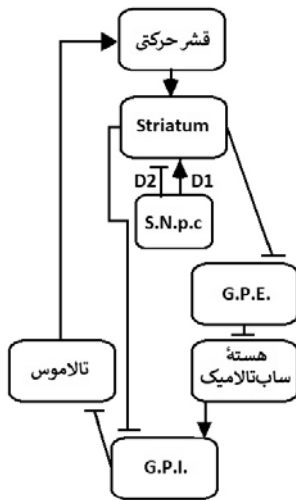 قشر حرکتی
Striatum
D2
D1
S.N.p.c
G.P.E.
هستهٔ
ساب‌تالامیک
تالاموس
G.P.I.